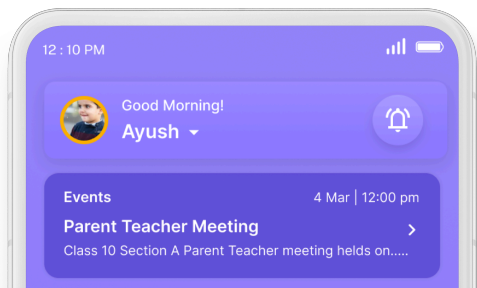 12 : 10 PM
Good Morning!
Ayush
Events 4 Mar | 12:00 pm
Parent Teacher Meeting
Class 10 Section A Parent Teacher meeting helds on.....